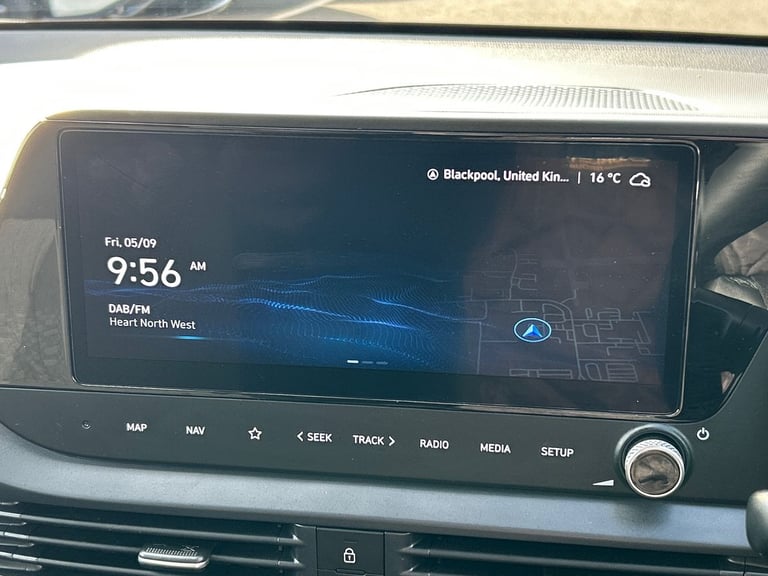 Blackpool, United Kin... | 16 °C
Fri, 05/09
9:56 AM
DAB/FM
Heart North West
MAP NAV < SEEK TRACK > RADIO MEDIA SETUP